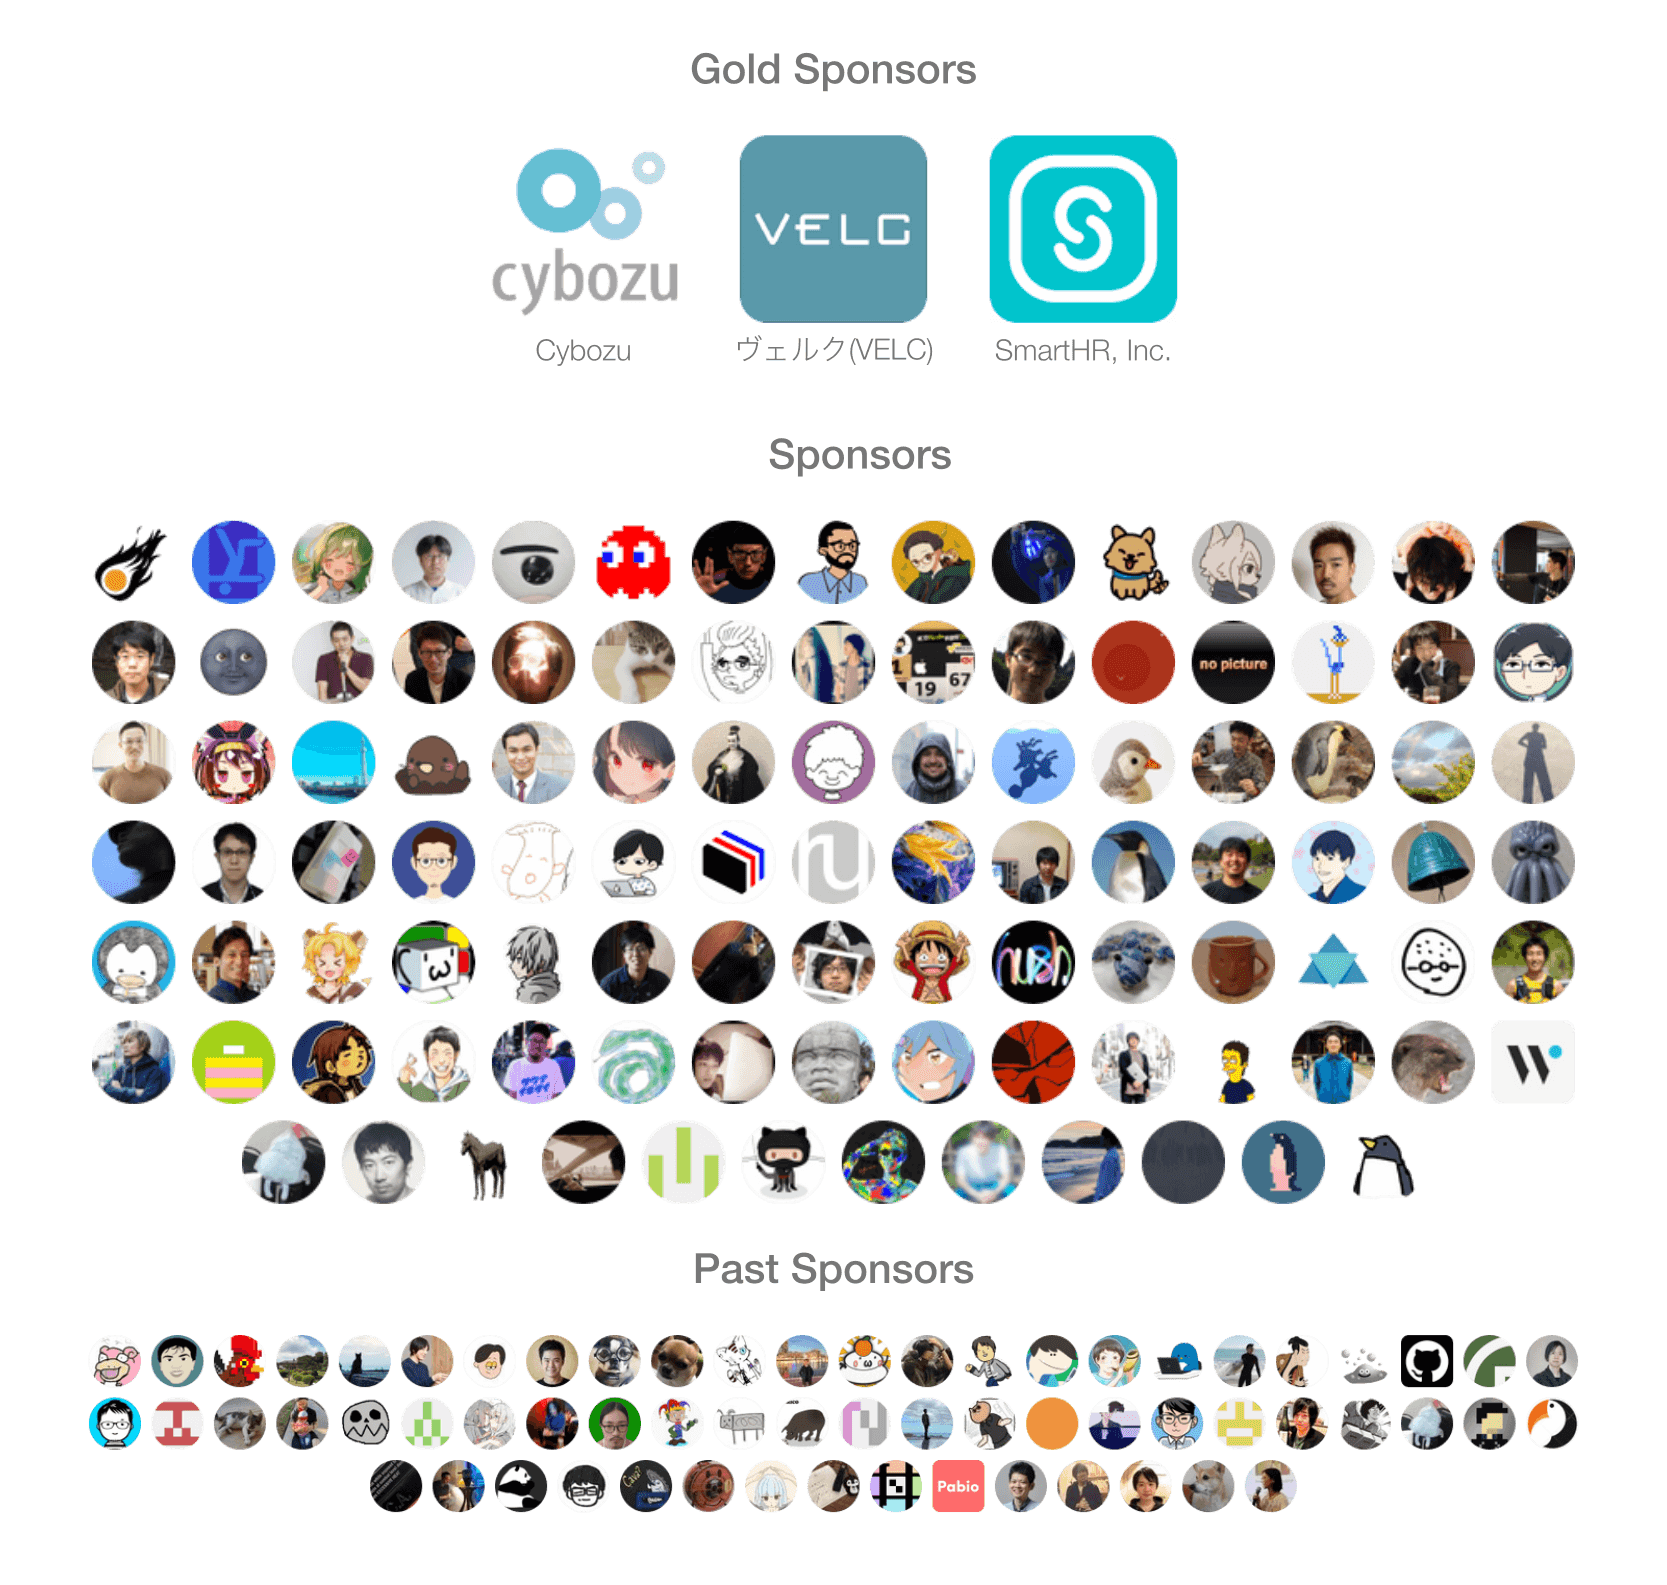 Gold Sponsors
cybozu
VELC
S
Cybozu
ヴェルク(VELC)
SmartHR, Inc.
Sponsors
19
67
no picture
hush
W
Past Sponsors
Pabio